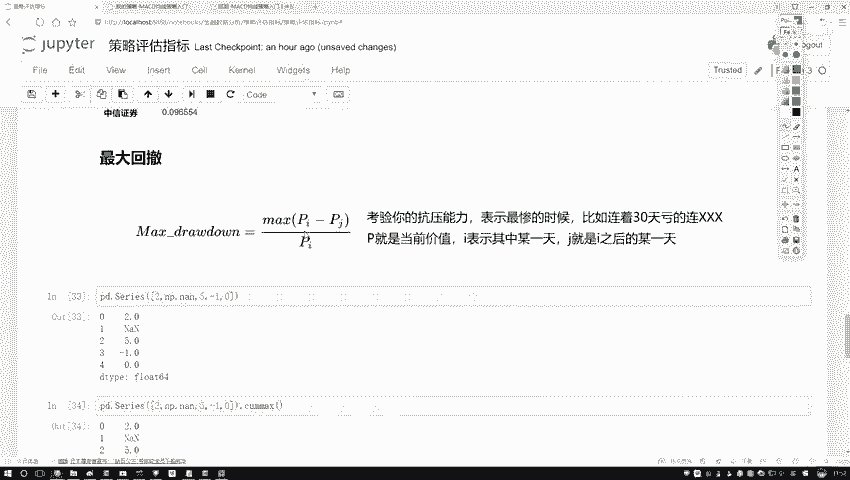 jupyter 策略评估指标 Last Checkpoint: an hour ago (unsaved changes)
File Edit View Insert Cell Kernel Widgets Help
Trusted
Code
中信证券 0.096554
最大回撤
Max_drawdown = max(P_i − P_j) / P_i
考验你的抗压能力，表示最惨的时候，比如连着30天亏的连XXX
P就是当前价值，i表示其中某一天，j就是i之后的某一天
In [33]: pd.Series([2,np.nan,5,-1,0])
Out[33]: 0 2.0
1 NaN
2 5.0
3 -1.0
4 0.0
dtype: float64
In [34]: pd.Series([2,np.nan,5,-1,0]).cummax()
Out[34]: 0 2.0
1 NaN
2 5.0